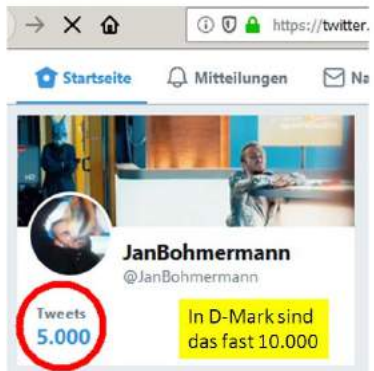 https://twitter.
Startseite Mitteilungen Na
JanBohmermann
@JanBohmermann
Tweets
5.000
In D-Mark sind
das fast 10.000